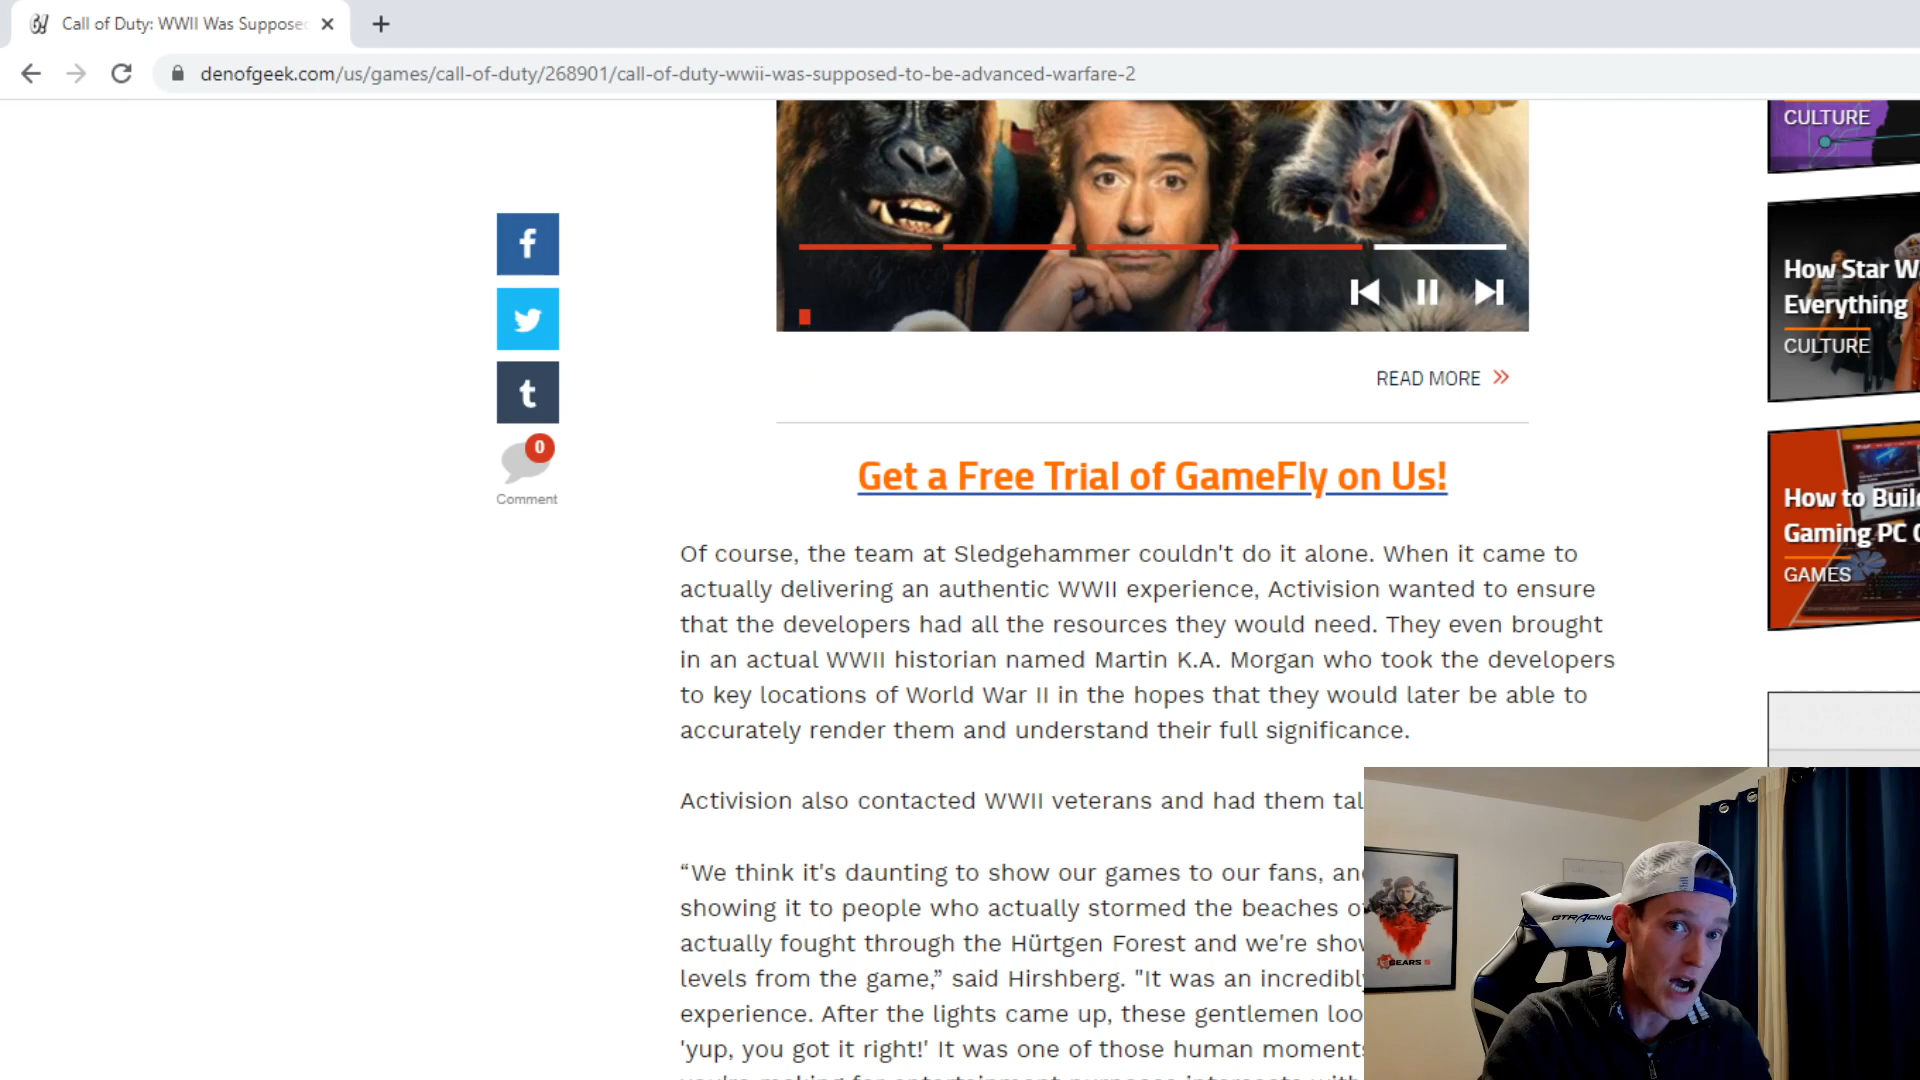 Call of Duty: WWII Was Suppose
denofgeek.com/us/games/call-of-duty/268901/call-of-duty-wwii-was-supposed-to-be-advanced-warfare-2
CULTURE
How Star W
Everything
CULTURE
READ MORE
0
Comment
Get a Free Trial of GameFly on Us!
How to Buil
Gaming PC
GAMES
Of course, the team at Sledgehammer couldn't do it alone. When it came to
actually delivering an authentic WWII experience, Activision wanted to ensure
that the developers had all the resources they would need. They even brought
in an actual WWII historian named Martin K.A. Morgan who took the developers
to key locations of World War II in the hopes that they would later be able to
accurately render them and understand their full significance.
Activision also contacted WWII veterans and had them tal
“We think it's daunting to show our games to our fans, an
showing it to people who actually stormed the beaches o
actually fought through the Hürtgen Forest and we're show
levels from the game,” said Hirshberg. "It was an incredibl
experience. After the lights came up, these gentlemen loo
'yup, you got it right!' It was one of those human moments
GTRACING
GEARS 5